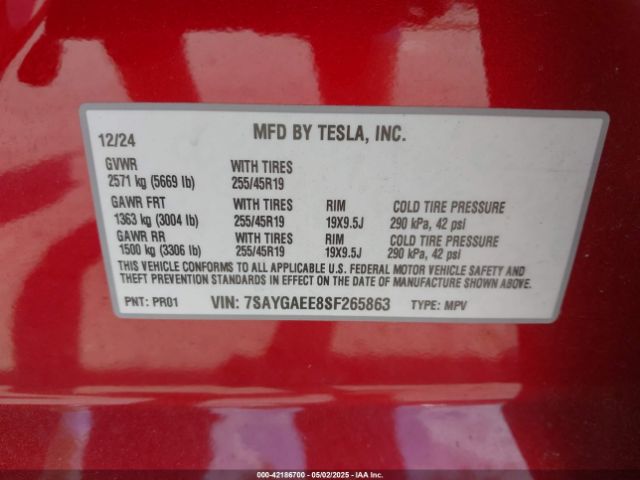 MFD BY TESLA, INC.
12/24
GVWR WITH TIRES
2571 kg (5669 lb) 255/45R19
GAWR FRT WITH TIRES RIM COLD TIRE PRESSURE
1363 kg (3004 lb) 255/45R19 19X9.5J 290 kPa, 42 psi
GAWR RR WITH TIRES RIM COLD TIRE PRESSURE
1500 kg (3306 lb) 255/45R19 19X9.5J 290 kPa, 42 psi
THIS VEHICLE CONFORMS TO ALL APPLICABLE U.S. FEDERAL MOTOR VEHICLE SAFETY AND
THEFT PREVENTION STANDARDS IN EFFECT ON THE DATE OF MANUFACTURE SHOWN ABOVE.
PNT: PR01 VIN: 7SAYGAEE8SF265863 TYPE: MPV
000-42186700 - 05/02/2025 - IAA Inc.